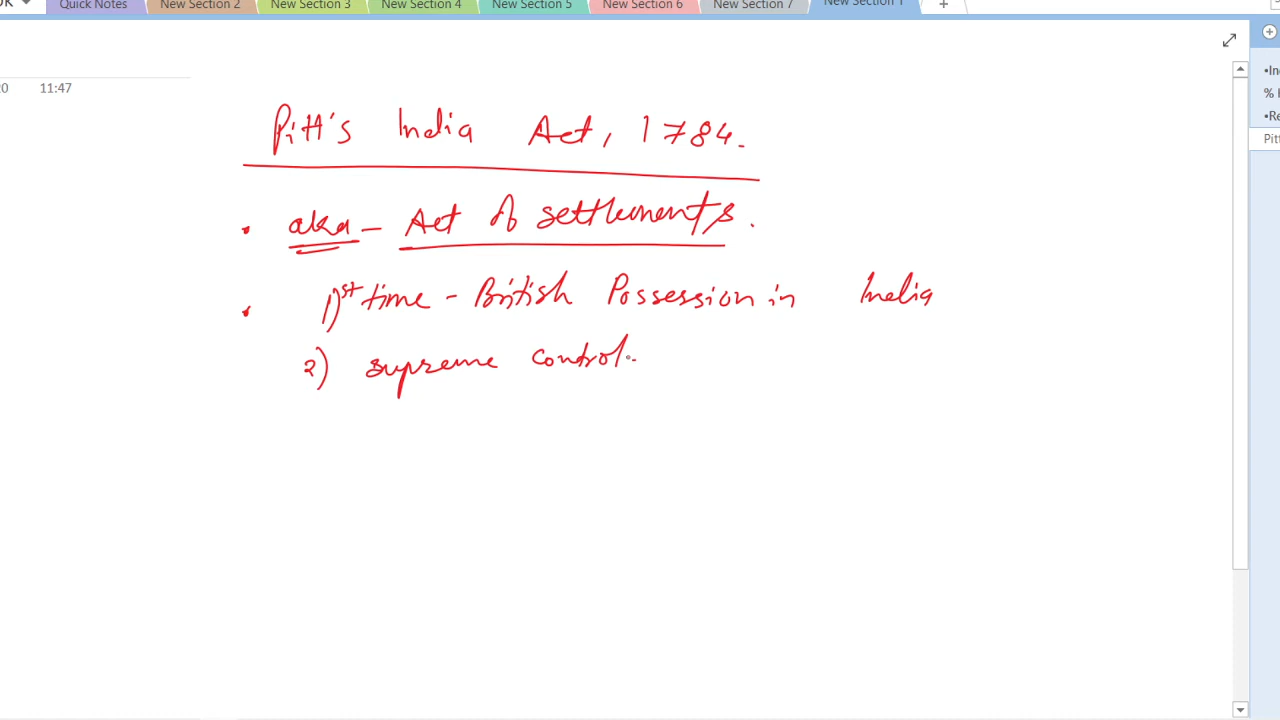 Quick Notes New Section 2 New Section 3 New Section 4 New Section 5 New Section 6 New Section 7 New Section 1 +
11:47
Pitt's India Act, 1784.
• aka - Act of settlements.
• 1) 1st time - British Possession in India
2) supreme control.